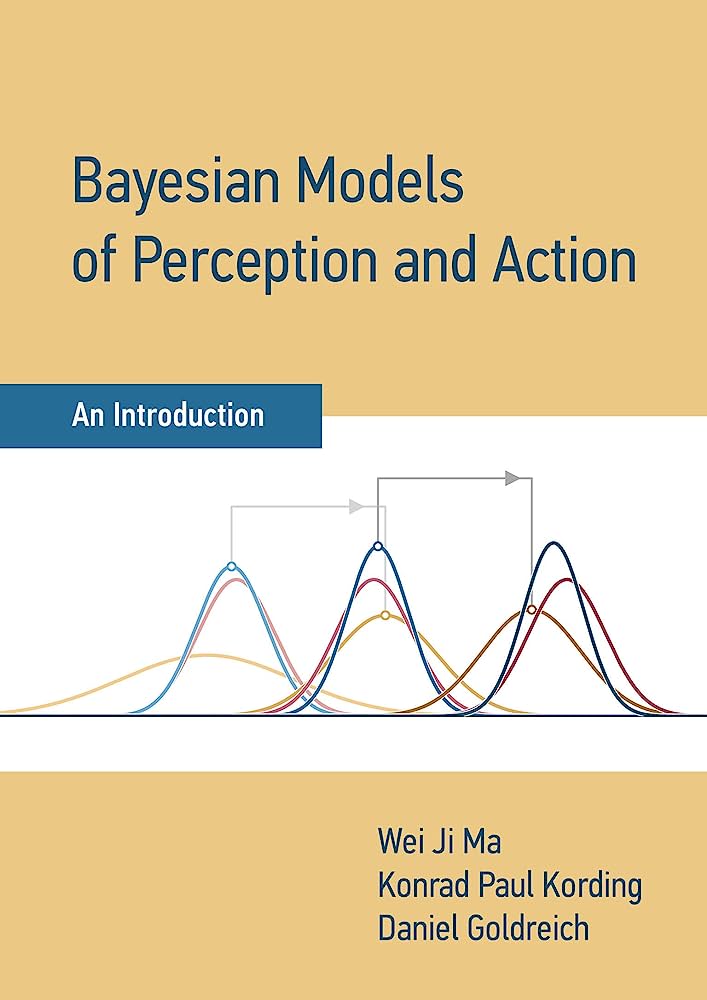 Bayesian Models
of Perception and Action
An Introduction
Wei Ji Ma
Konrad Paul Kording
Daniel Goldreich